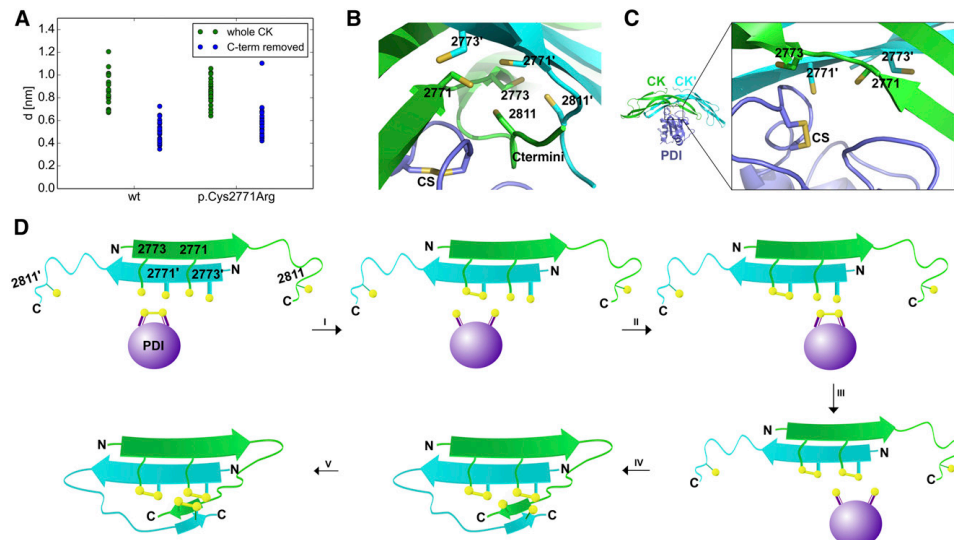 A
1.4
1.2
1.0
0.8
0.6
0.4
0.2
0.0
d [nm]
whole CK
C-term removed
wt
p.Cys2771Arg
B
2773'
2771'
2771
2773
2811
2811'
Ctermini
CS
C
CK CK'
PDI
2773
2773'
2771'
2771
CS
D
N
2773 2771
2771' 2773'
N
2811'
C
2811
C
PDI
I
N
N
C
C
II
N
N
C
C
III
N
N
C
C
IV
N
N
C
C
V
N
N
C
C